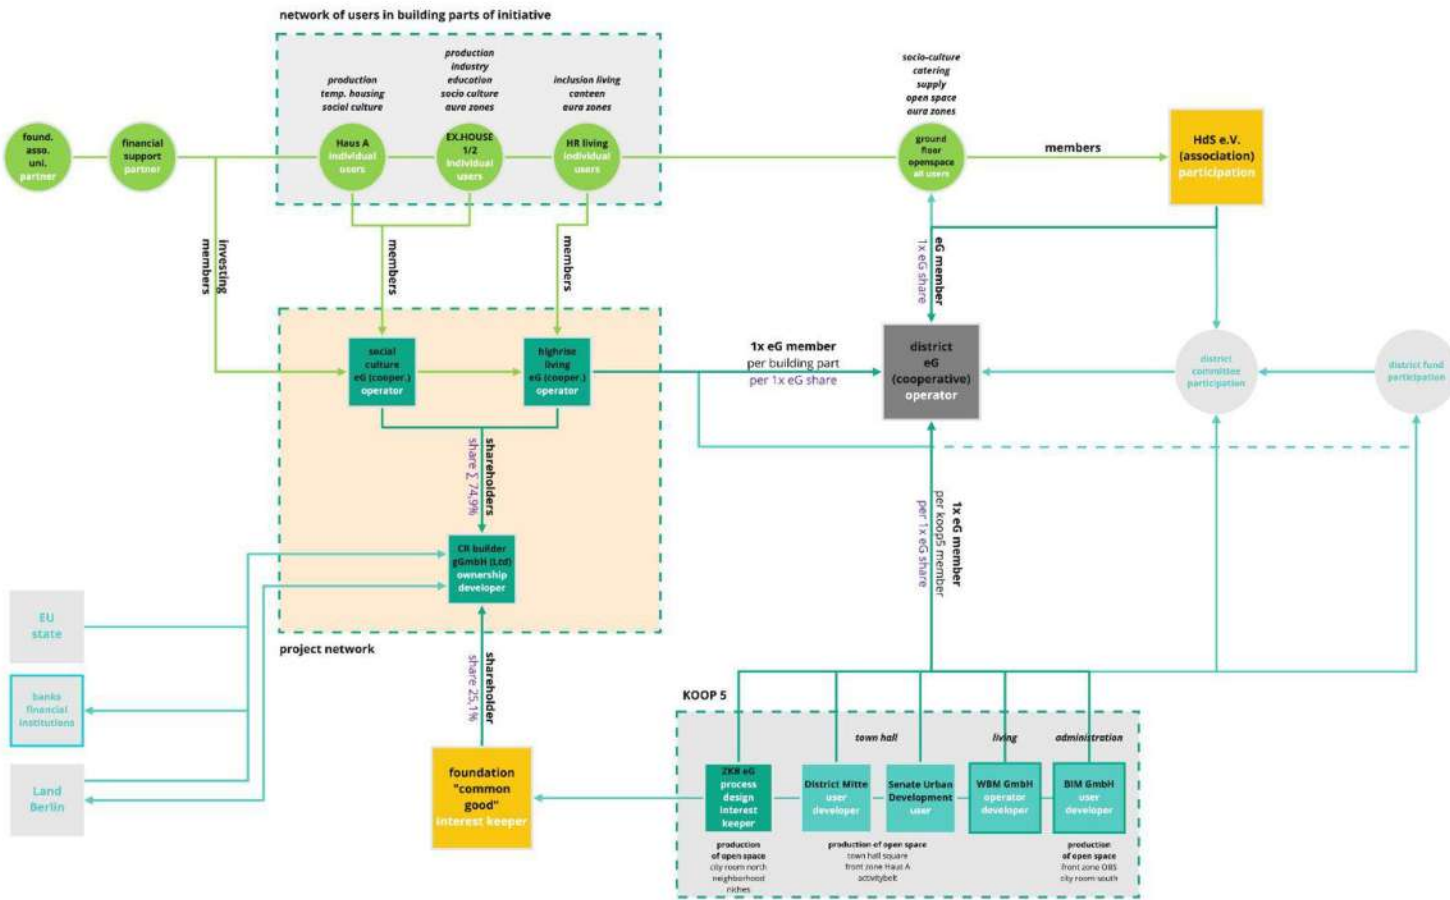 network of users in building parts of initiative
production
temp. housing
social culture
production
industry
education
socio culture
aura zones
inclusion living
canteen
aura zones
socio-culture
catering
supply
open space
aura zones
found.
asso.
uni.
partner
financial
support
partner
Haus A
individual
users
EX.HOUSE
1/2
individual
users
HR living
individual
users
ground
floor
openspace
all users
members
HdS e.V.
(association)
participation
investing
members
members
members
eG member
1x eG share
social
culture
eG (cooper.)
operator
highrise
living
eG (cooper.)
operator
1x eG member
per building part
per 1x eG share
district
eG
(cooperative)
operator
district
committee
participation
district fund
participation
shareholders
share ∑ 74,9%
1x eG member
per koop5 member
per 1x eG share
CR builder
gGmbH (Ltd)
ownership
developer
project network
EU
state
banks
financial
institutions
Land
Berlin
shareholder
share 25,1%
foundation
"common
good"
interest keeper
KOOP 5
town hall
living
administration
ZKB eG
process
design
interest
keeper
District Mitte
user
developer
Senate Urban
Development
user
WBM GmbH
operator
developer
BIM GmbH
user
developer
production
of open space
city room north
neighborhood
niches
production of open space
town hall square
front zone Haus A
activitybelt
production
of open space
front zone OBS
city room south